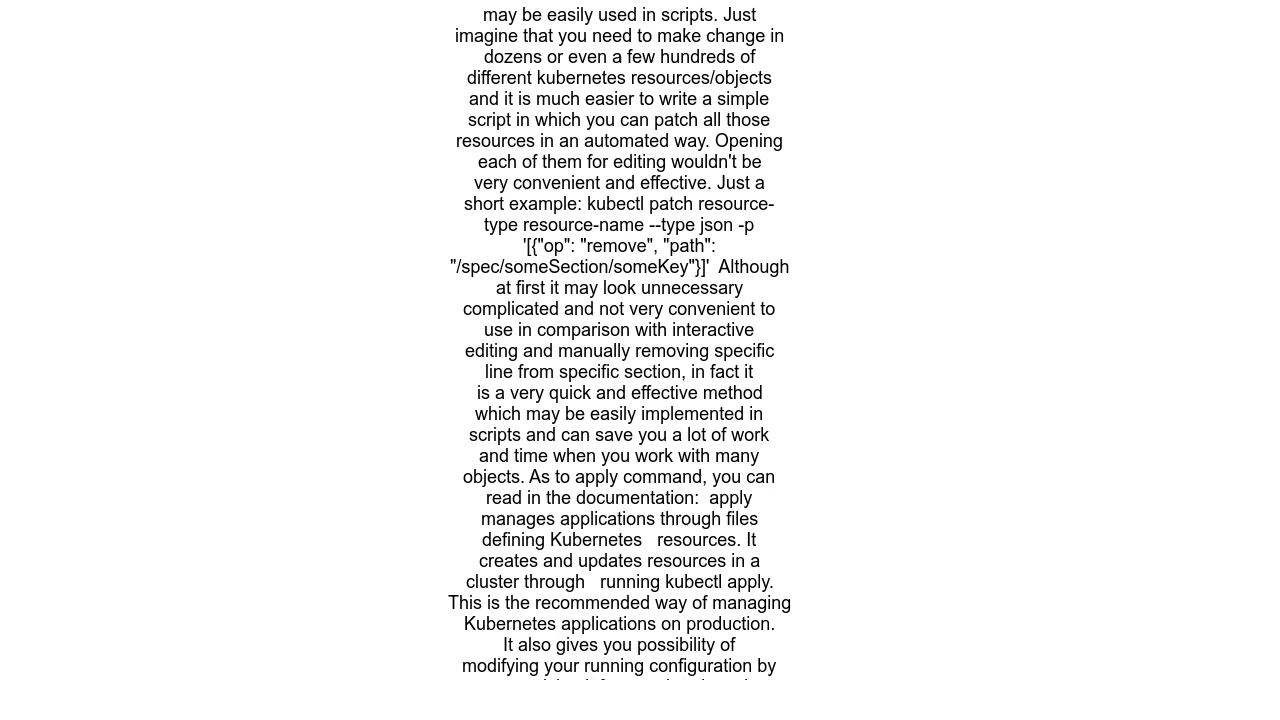 may be easily used in scripts. Just
imagine that you need to make change in
dozens or even a few hundreds of
different kubernetes resources/objects
and it is much easier to write a simple
script in which you can patch all those
resources in an automated way. Opening
each of them for editing wouldn't be
very convenient and effective. Just a
short example: kubectl patch resource-
type resource-name --type json -p
'[{"op": "remove", "path":
"/spec/someSection/someKey"}]'  Although
at first it may look unnecessary
complicated and not very convenient to
use in comparison with interactive
editing and manually removing specific
line from specific section, in fact it
is a very quick and effective method
which may be easily implemented in
scripts and can save you a lot of work
and time when you work with many
objects. As to apply command, you can
read in the documentation:  apply
manages applications through files
defining Kubernetes   resources. It
creates and updates resources in a
cluster through   running kubectl apply.
This is the recommended way of managing
Kubernetes applications on production.
It also gives you possibility of
modifying your running configuration by